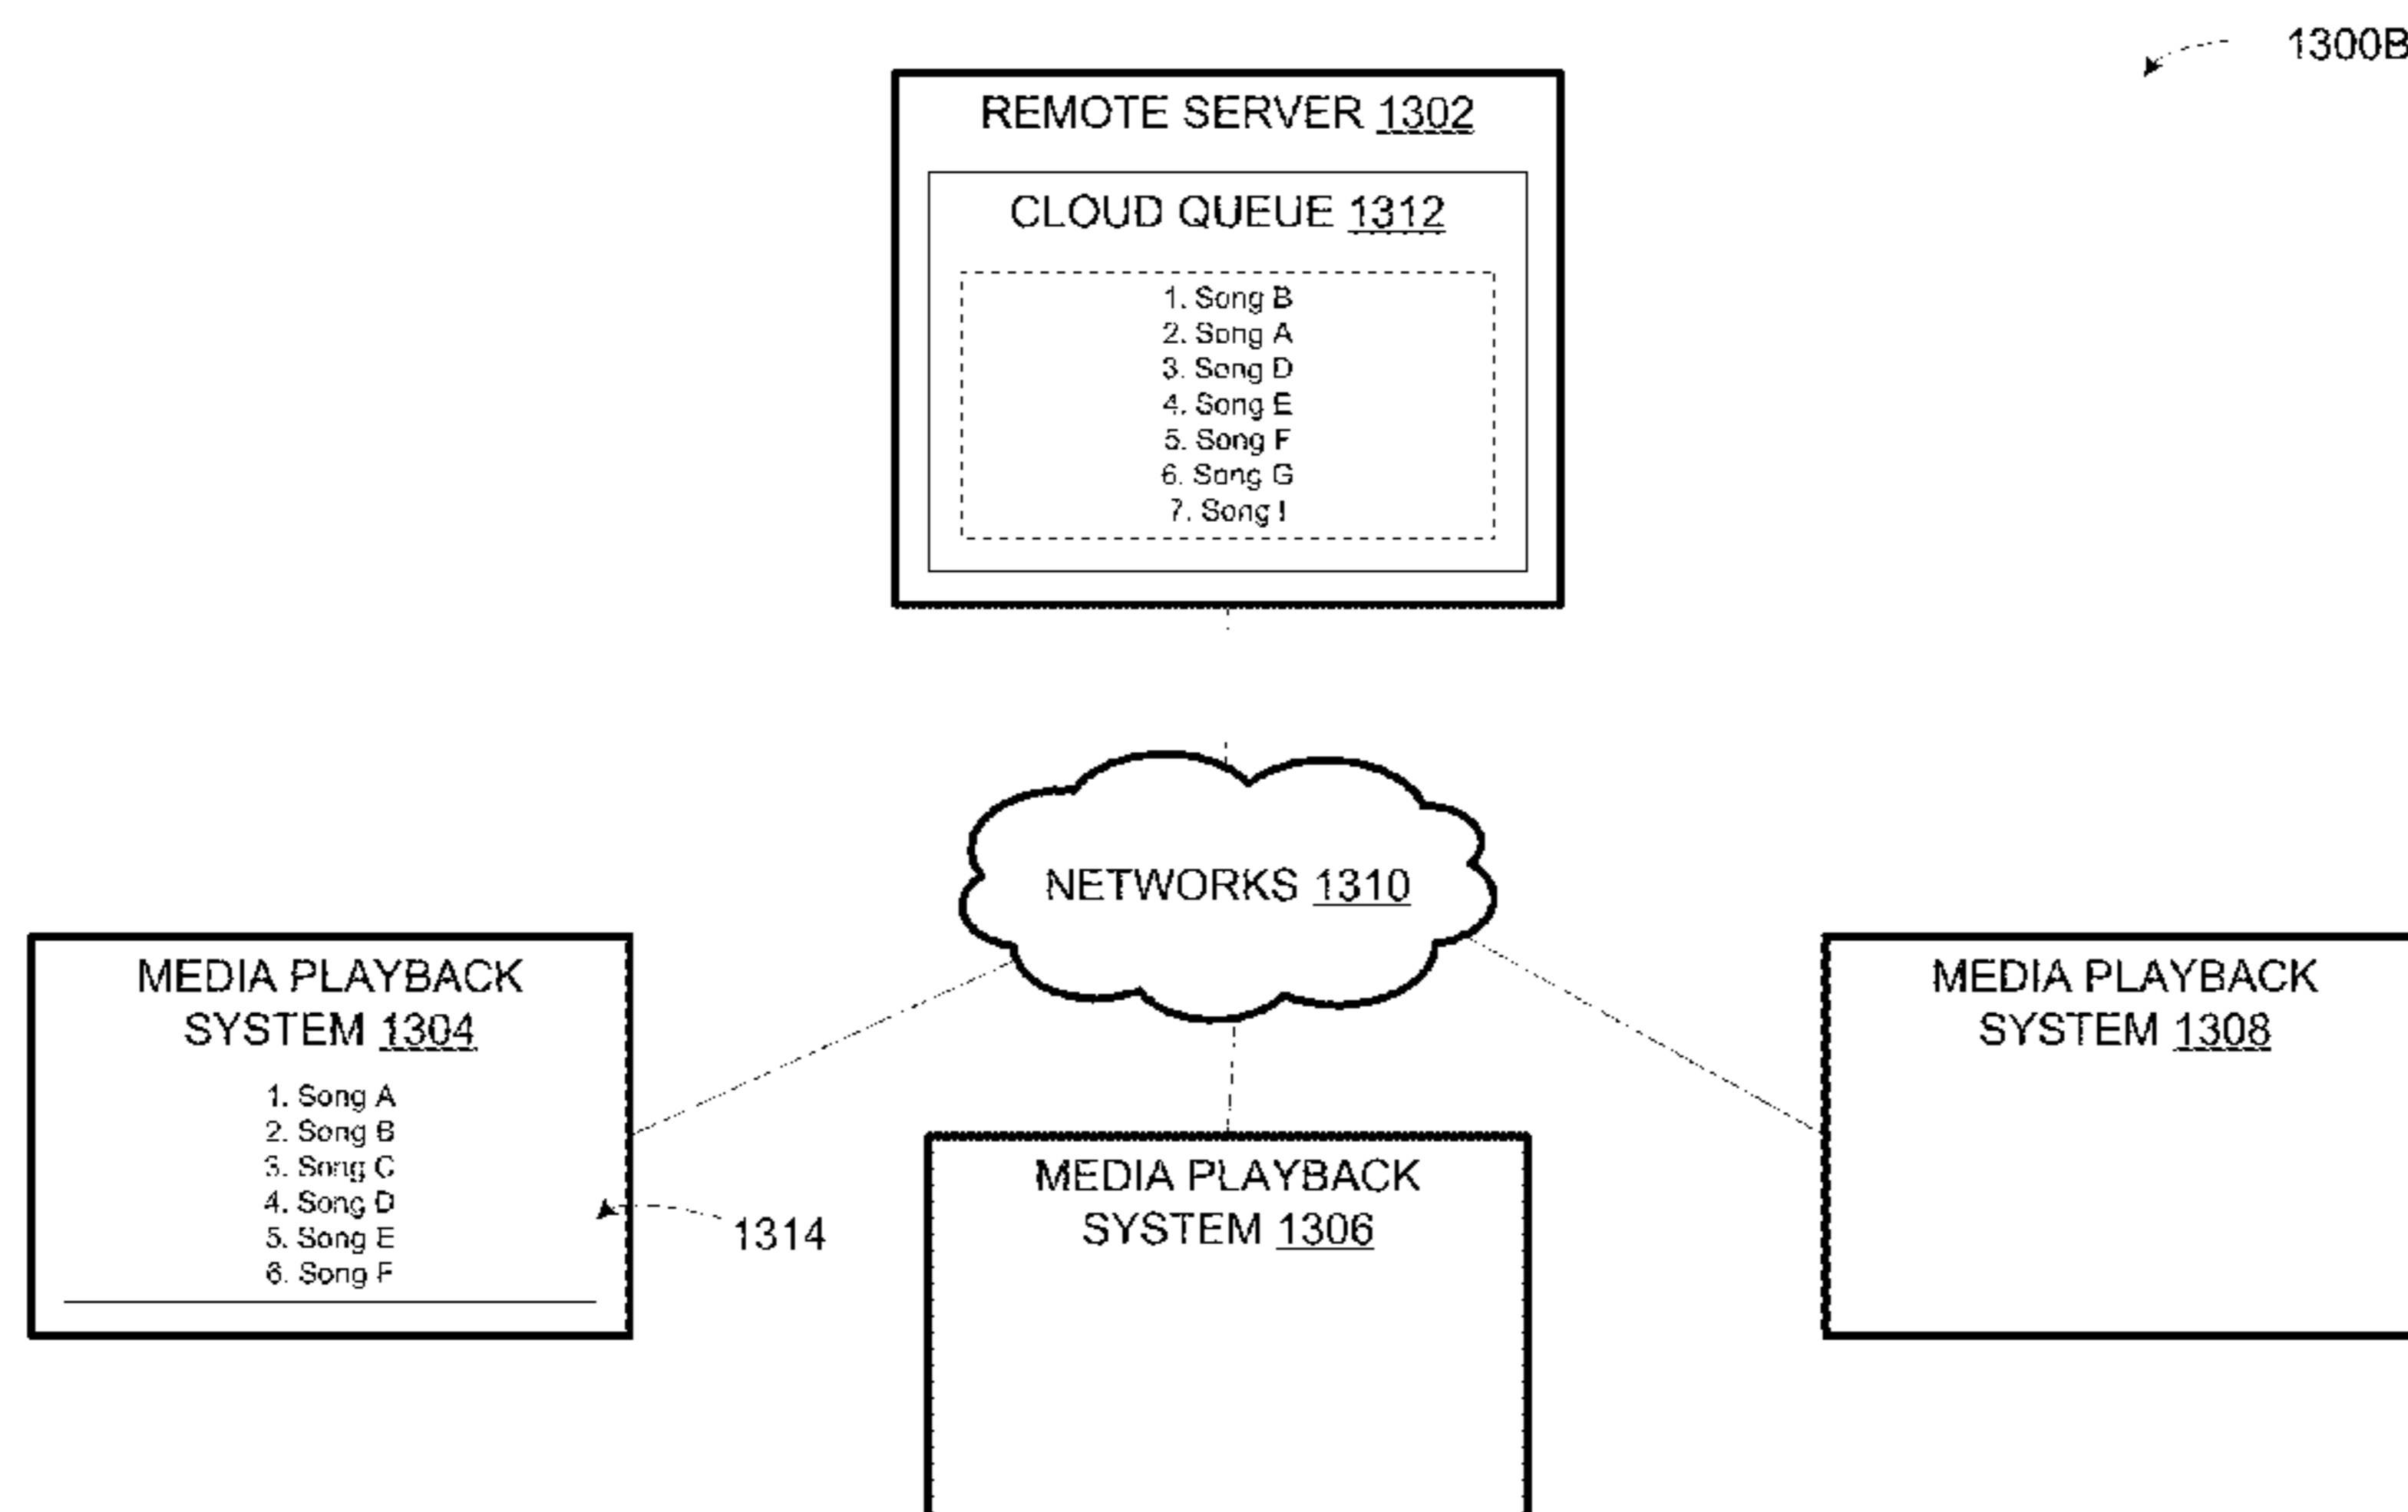 1300B
REMOTE SERVER 1302
CLOUD QUEUE 1312
1. Song B
2. Song A
3. Song D
4. Song E
5. Song F
6. Song G
7. Song I
NETWORKS 1310
MEDIA PLAYBACK
SYSTEM 1304
1. Song A
2. Song B
3. Song C
4. Song D
5. Song E
6. Song F
1314
MEDIA PLAYBACK
SYSTEM 1306
MEDIA PLAYBACK
SYSTEM 1308